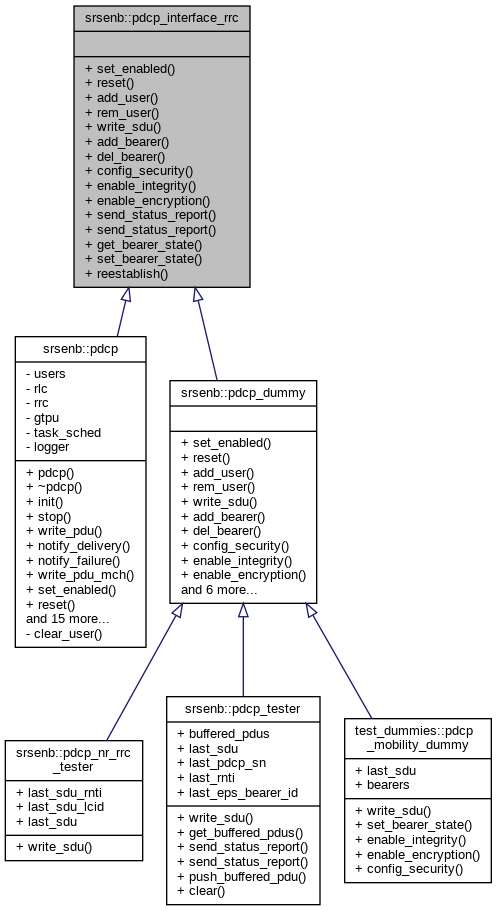 srsenb::pdcp_interface_rrc
+ set_enabled()
+ reset()
+ add_user()
+ rem_user()
+ write_sdu()
+ add_bearer()
+ del_bearer()
+ config_security()
+ enable_integrity()
+ enable_encryption()
+ send_status_report()
+ send_status_report()
+ get_bearer_state()
+ set_bearer_state()
+ reestablish()
srsenb::pdcp
- users
- rlc
- rrc
- gtpu
- task_sched
- logger
+ pdcp()
+ ~pdcp()
+ init()
+ stop()
+ write_pdu()
+ notify_delivery()
+ notify_failure()
+ write_pdu_mch()
+ set_enabled()
+ reset()
and 15 more...
- clear_user()
srsenb::pdcp_dummy
+ set_enabled()
+ reset()
+ add_user()
+ rem_user()
+ write_sdu()
+ add_bearer()
+ del_bearer()
+ config_security()
+ enable_integrity()
+ enable_encryption()
and 6 more...
srsenb::pdcp_nr_rrc
_tester
+ last_sdu_rnti
+ last_sdu_lcid
+ last_sdu
+ write_sdu()
srsenb::pdcp_tester
+ buffered_pdus
+ last_sdu
+ last_pdcp_sn
+ last_rnti
+ last_eps_bearer_id
+ write_sdu()
+ get_buffered_pdus()
+ send_status_report()
+ send_status_report()
+ push_buffered_pdu()
+ clear()
test_dummies::pdcp
_mobility_dummy
+ last_sdu
+ bearers
+ write_sdu()
+ set_bearer_state()
+ enable_integrity()
+ enable_encryption()
+ config_security()